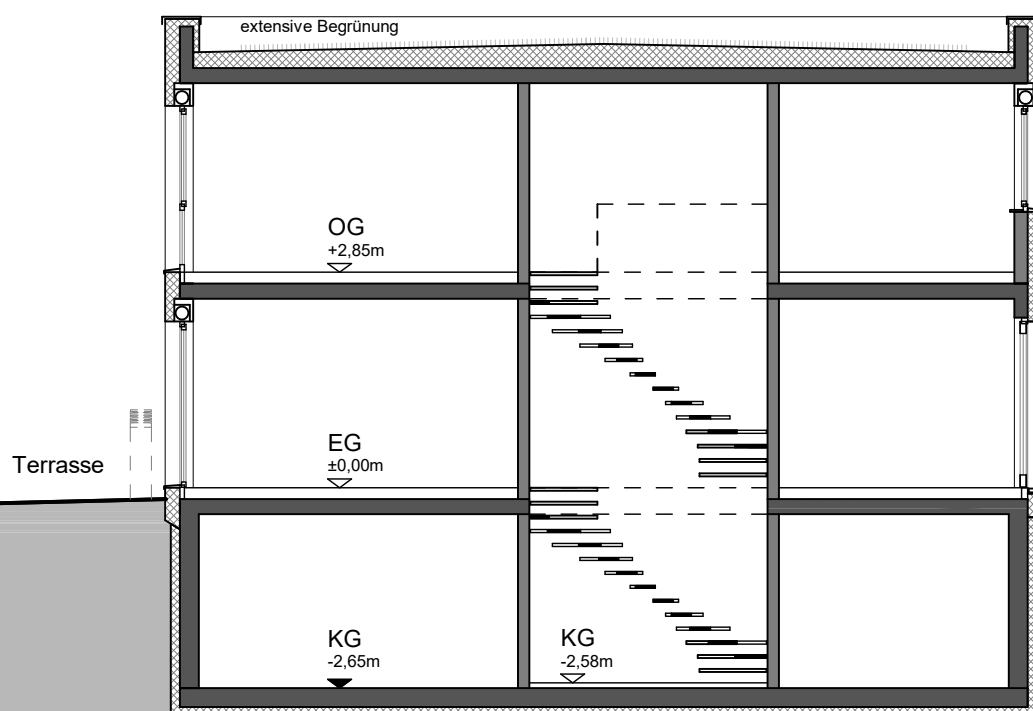 extensive Begrünung
OG
+2,85m
EG
±0,00m
Terrasse
KG
-2,65m
KG
-2,58m